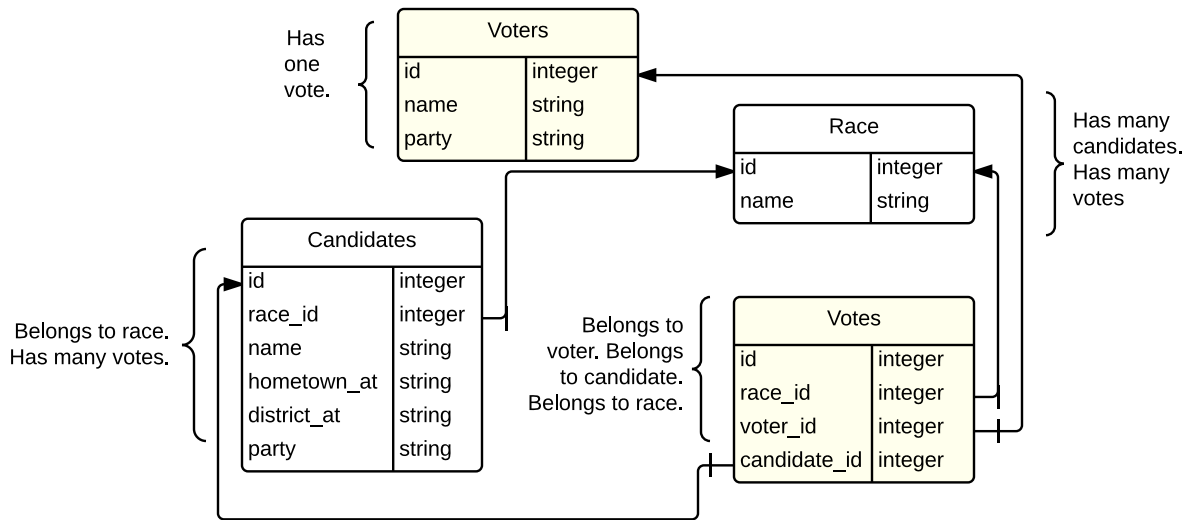 Has
one
vote.
Voters
id integer
name string
party string
Race
id integer
name string
Has many
candidates.
Has many
votes
Candidates
id integer
race_id integer
name string
hometown_at string
district_at string
party string
Belongs to race.
Has many votes.
Belongs to
voter. Belongs
to candidate.
Belongs to race.
Votes
id integer
race_id integer
voter_id integer
candidate_id integer